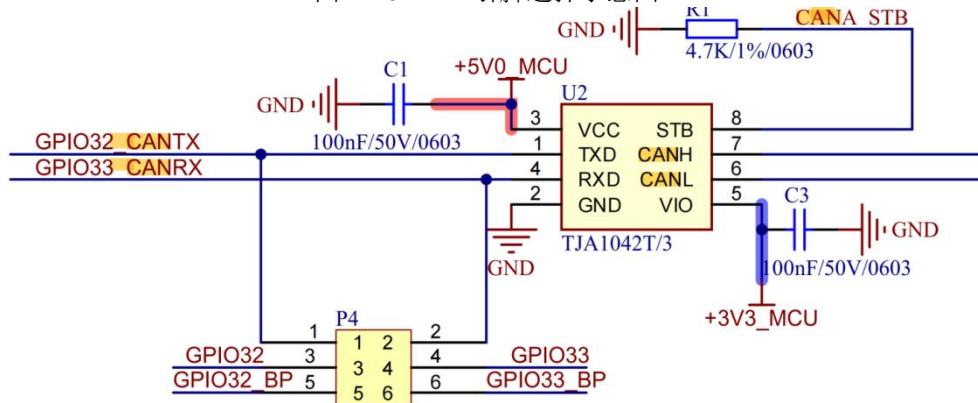 R1
GND
CANA_STB
4.7K/1%/0603
+5V0_MCU
C1
GND
100nF/50V/0603
U2
3 VCC STB 8
GPIO32_CANTX
1 TXD CANH 7
GPIO33_CANRX
4 RXD CANL 6
2 GND VIO 5
C3
GND
TJA1042T/3
GND
100nF/50V/0603
+3V3_MCU
P4
1 1 2 2
GPIO32 3 3 4 4 GPIO33
GPIO32_BP 5 5 6 6 GPIO33_BP